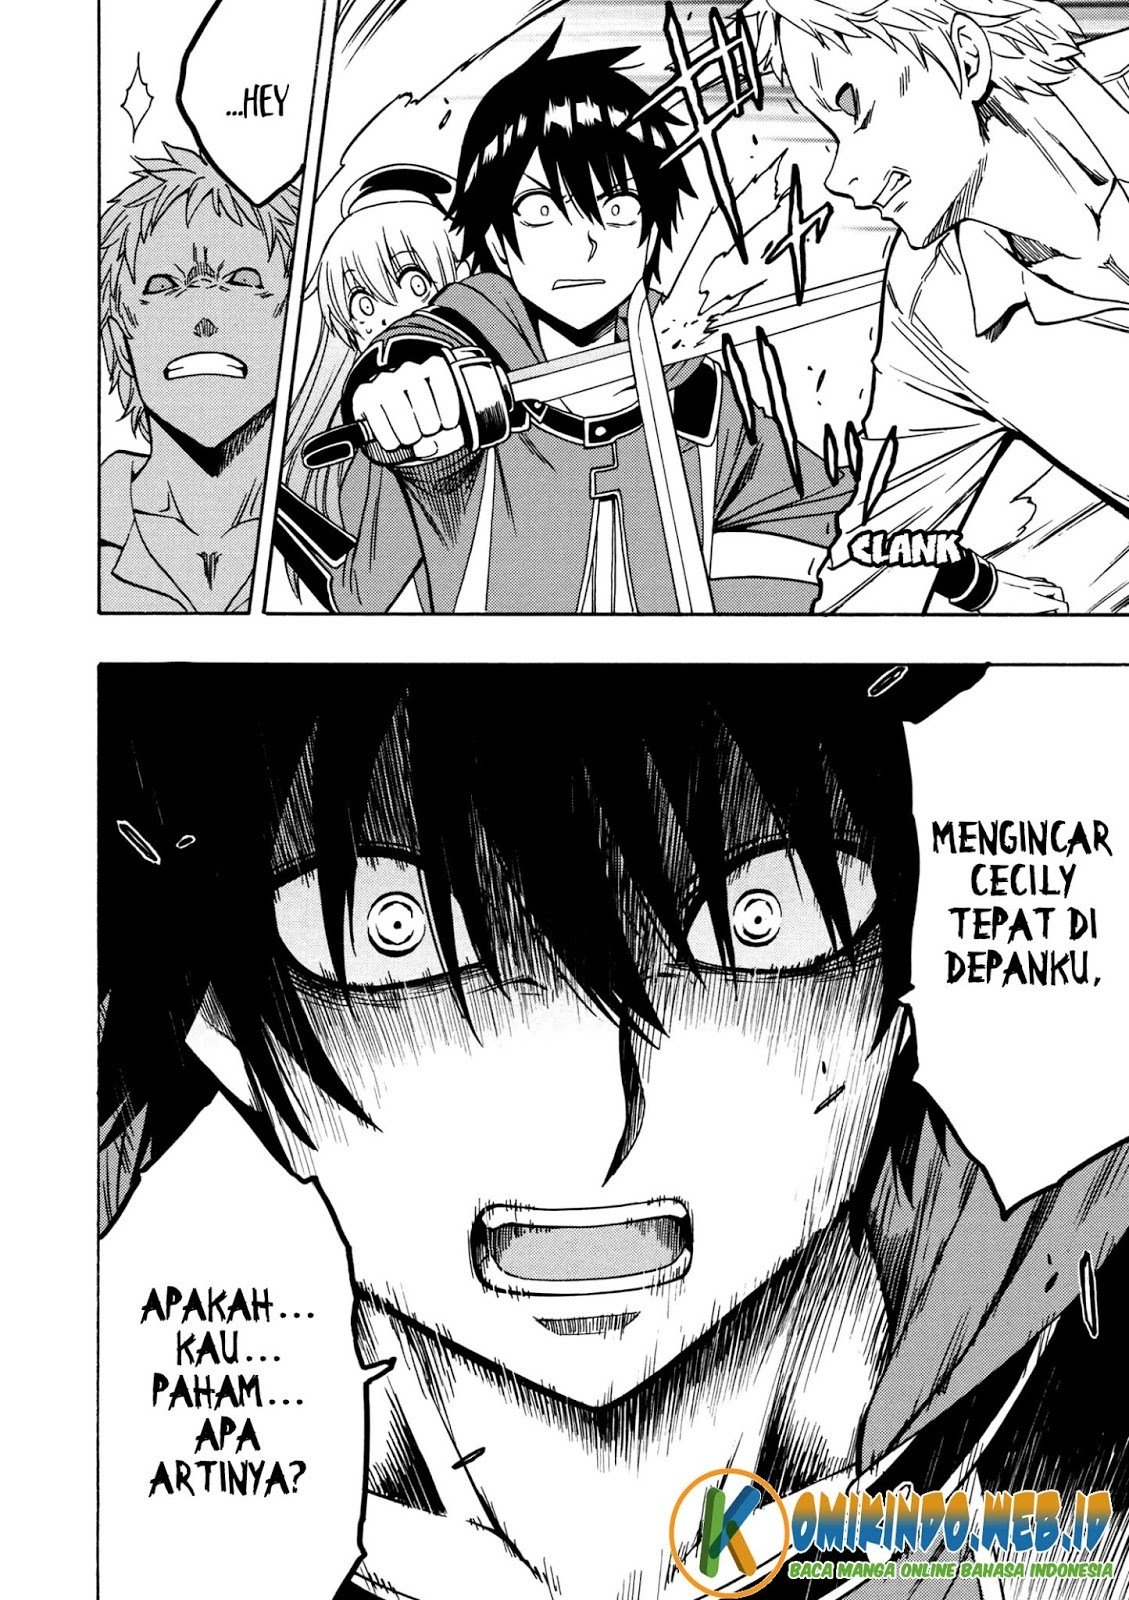 CLANK
...HEY
MENGINCAR
CECILY
TEPAT DI
DEPANKU,
APAKAH...
KAU...
PAHAM...
APA
ARTINYA?
KOMIKINDO.WEB.ID
BACA MANGA ONLINE BAHASA INDONESIA